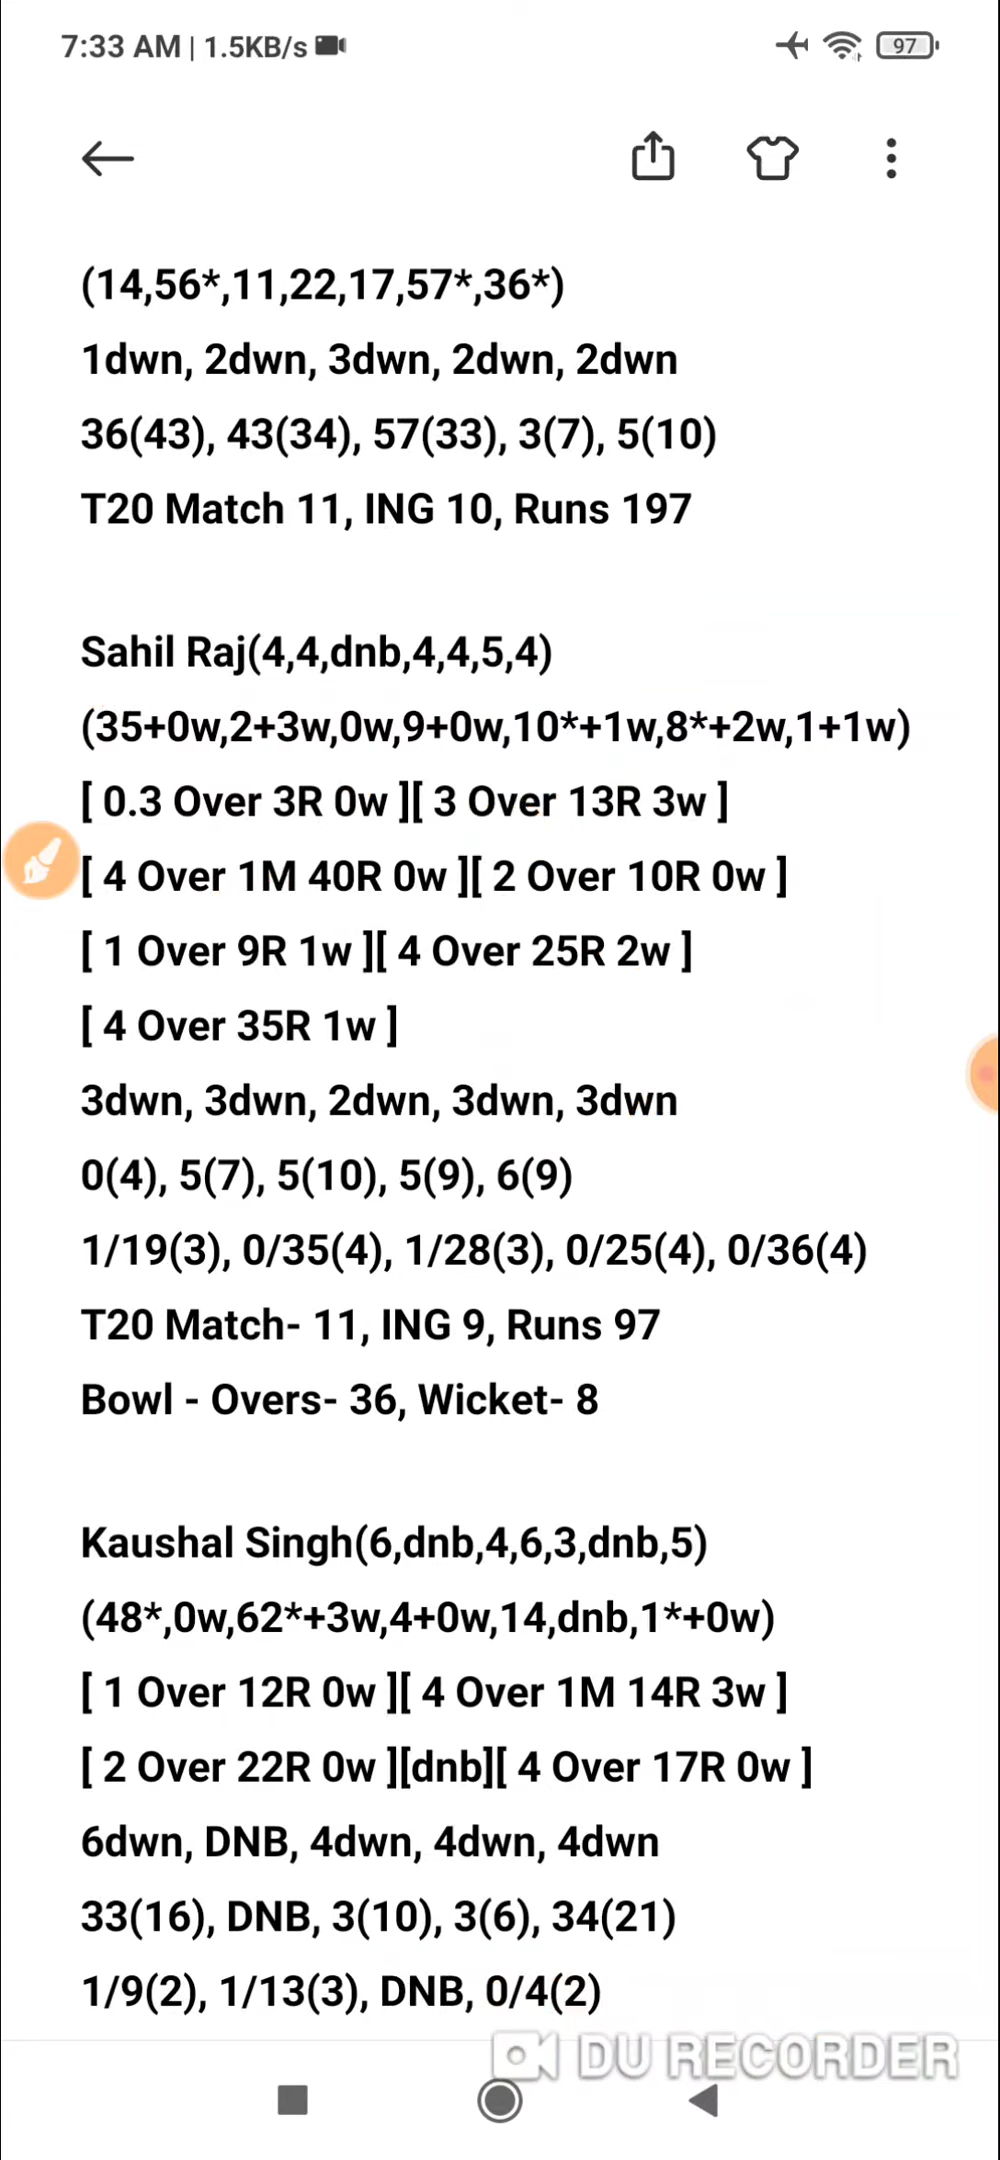 7:33 AM | 1.5KB/s
97
(14,56*,11,22,17,57*,36*)
1dwn, 2dwn, 3dwn, 2dwn, 2dwn
36(43), 43(34), 57(33), 3(7), 5(10)
T20 Match 11, ING 10, Runs 197
Sahil Raj(4,4,dnb,4,4,5,4)
(35+0w,2+3w,0w,9+0w,10*+1w,8*+2w,1+1w)
[ 0.3 Over 3R 0w ][ 3 Over 13R 3w ]
[ 4 Over 1M 40R 0w ][ 2 Over 10R 0w ]
[ 1 Over 9R 1w ][ 4 Over 25R 2w ]
[ 4 Over 35R 1w ]
3dwn, 3dwn, 2dwn, 3dwn, 3dwn
0(4), 5(7), 5(10), 5(9), 6(9)
1/19(3), 0/35(4), 1/28(3), 0/25(4), 0/36(4)
T20 Match- 11, ING 9, Runs 97
Bowl - Overs- 36, Wicket- 8
Kaushal Singh(6,dnb,4,6,3,dnb,5)
(48*,0w,62*+3w,4+0w,14,dnb,1*+0w)
[ 1 Over 12R 0w ][ 4 Over 1M 14R 3w ]
[ 2 Over 22R 0w ][dnb][ 4 Over 17R 0w ]
6dwn, DNB, 4dwn, 4dwn, 4dwn
33(16), DNB, 3(10), 3(6), 34(21)
1/9(2), 1/13(3), DNB, 0/4(2)
DU RECORDER